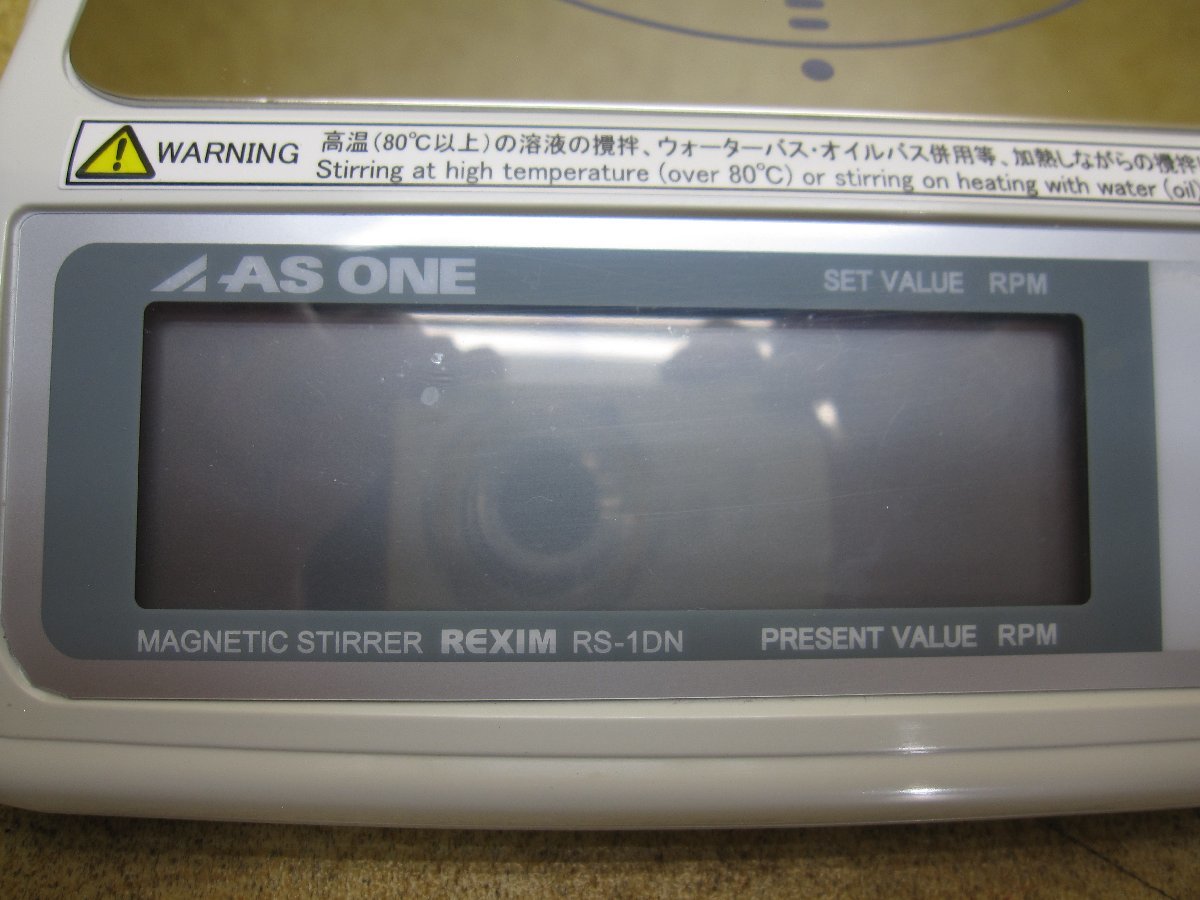 WARNING
高温(80℃以上)の溶液の攪拌、ウォーターバス・オイルバス併用等、加熱しながらの攪拌
Stirring at high temperature (over 80℃) or stirring on heating with water (oil)
AS ONE
SET VALUE RPM
MAGNETIC STIRRER REXIM RS-1DN
PRESENT VALUE RPM